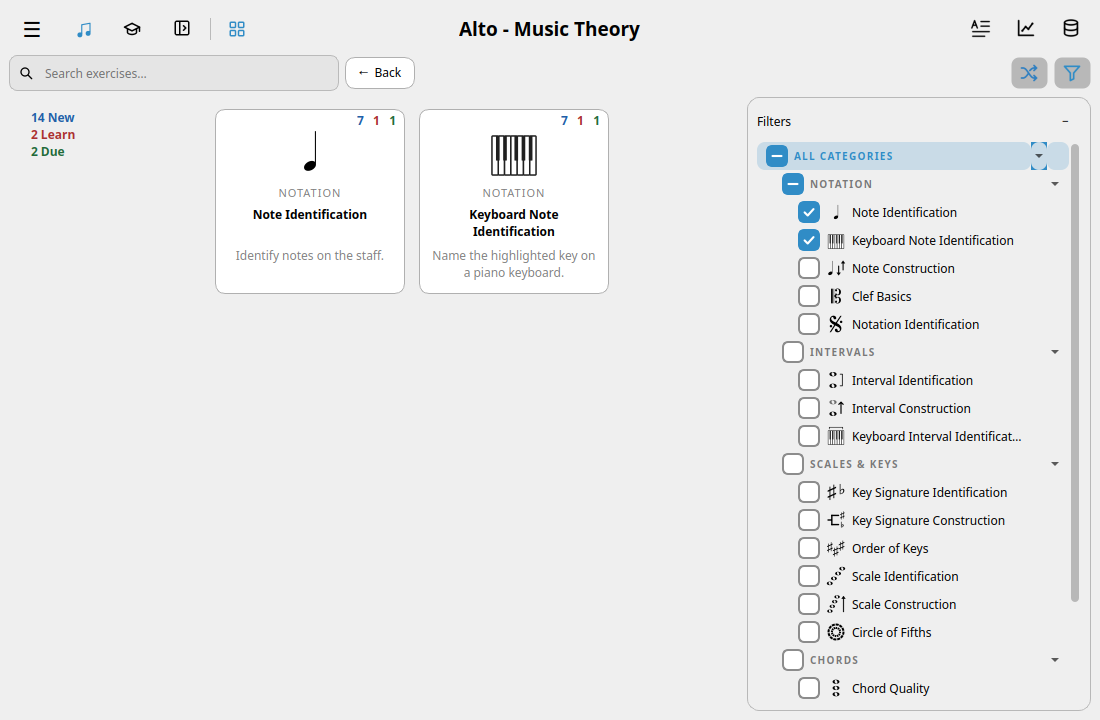 Alto - Music Theory
Search exercises...
← Back
14 New
2 Learn
2 Due
7 1 1
NOTATION
Note Identification
Identify notes on the staff.
7 1 1
NOTATION
Keyboard Note
Identification
Name the highlighted key on
a piano keyboard.
Filters
ALL CATEGORIES
NOTATION
Note Identification
Keyboard Note Identification
Note Construction
Clef Basics
Notation Identification
INTERVALS
Interval Identification
Interval Construction
Keyboard Interval Identificat...
SCALES & KEYS
Key Signature Identification
Key Signature Construction
Order of Keys
Scale Identification
Scale Construction
Circle of Fifths
CHORDS
Chord Quality